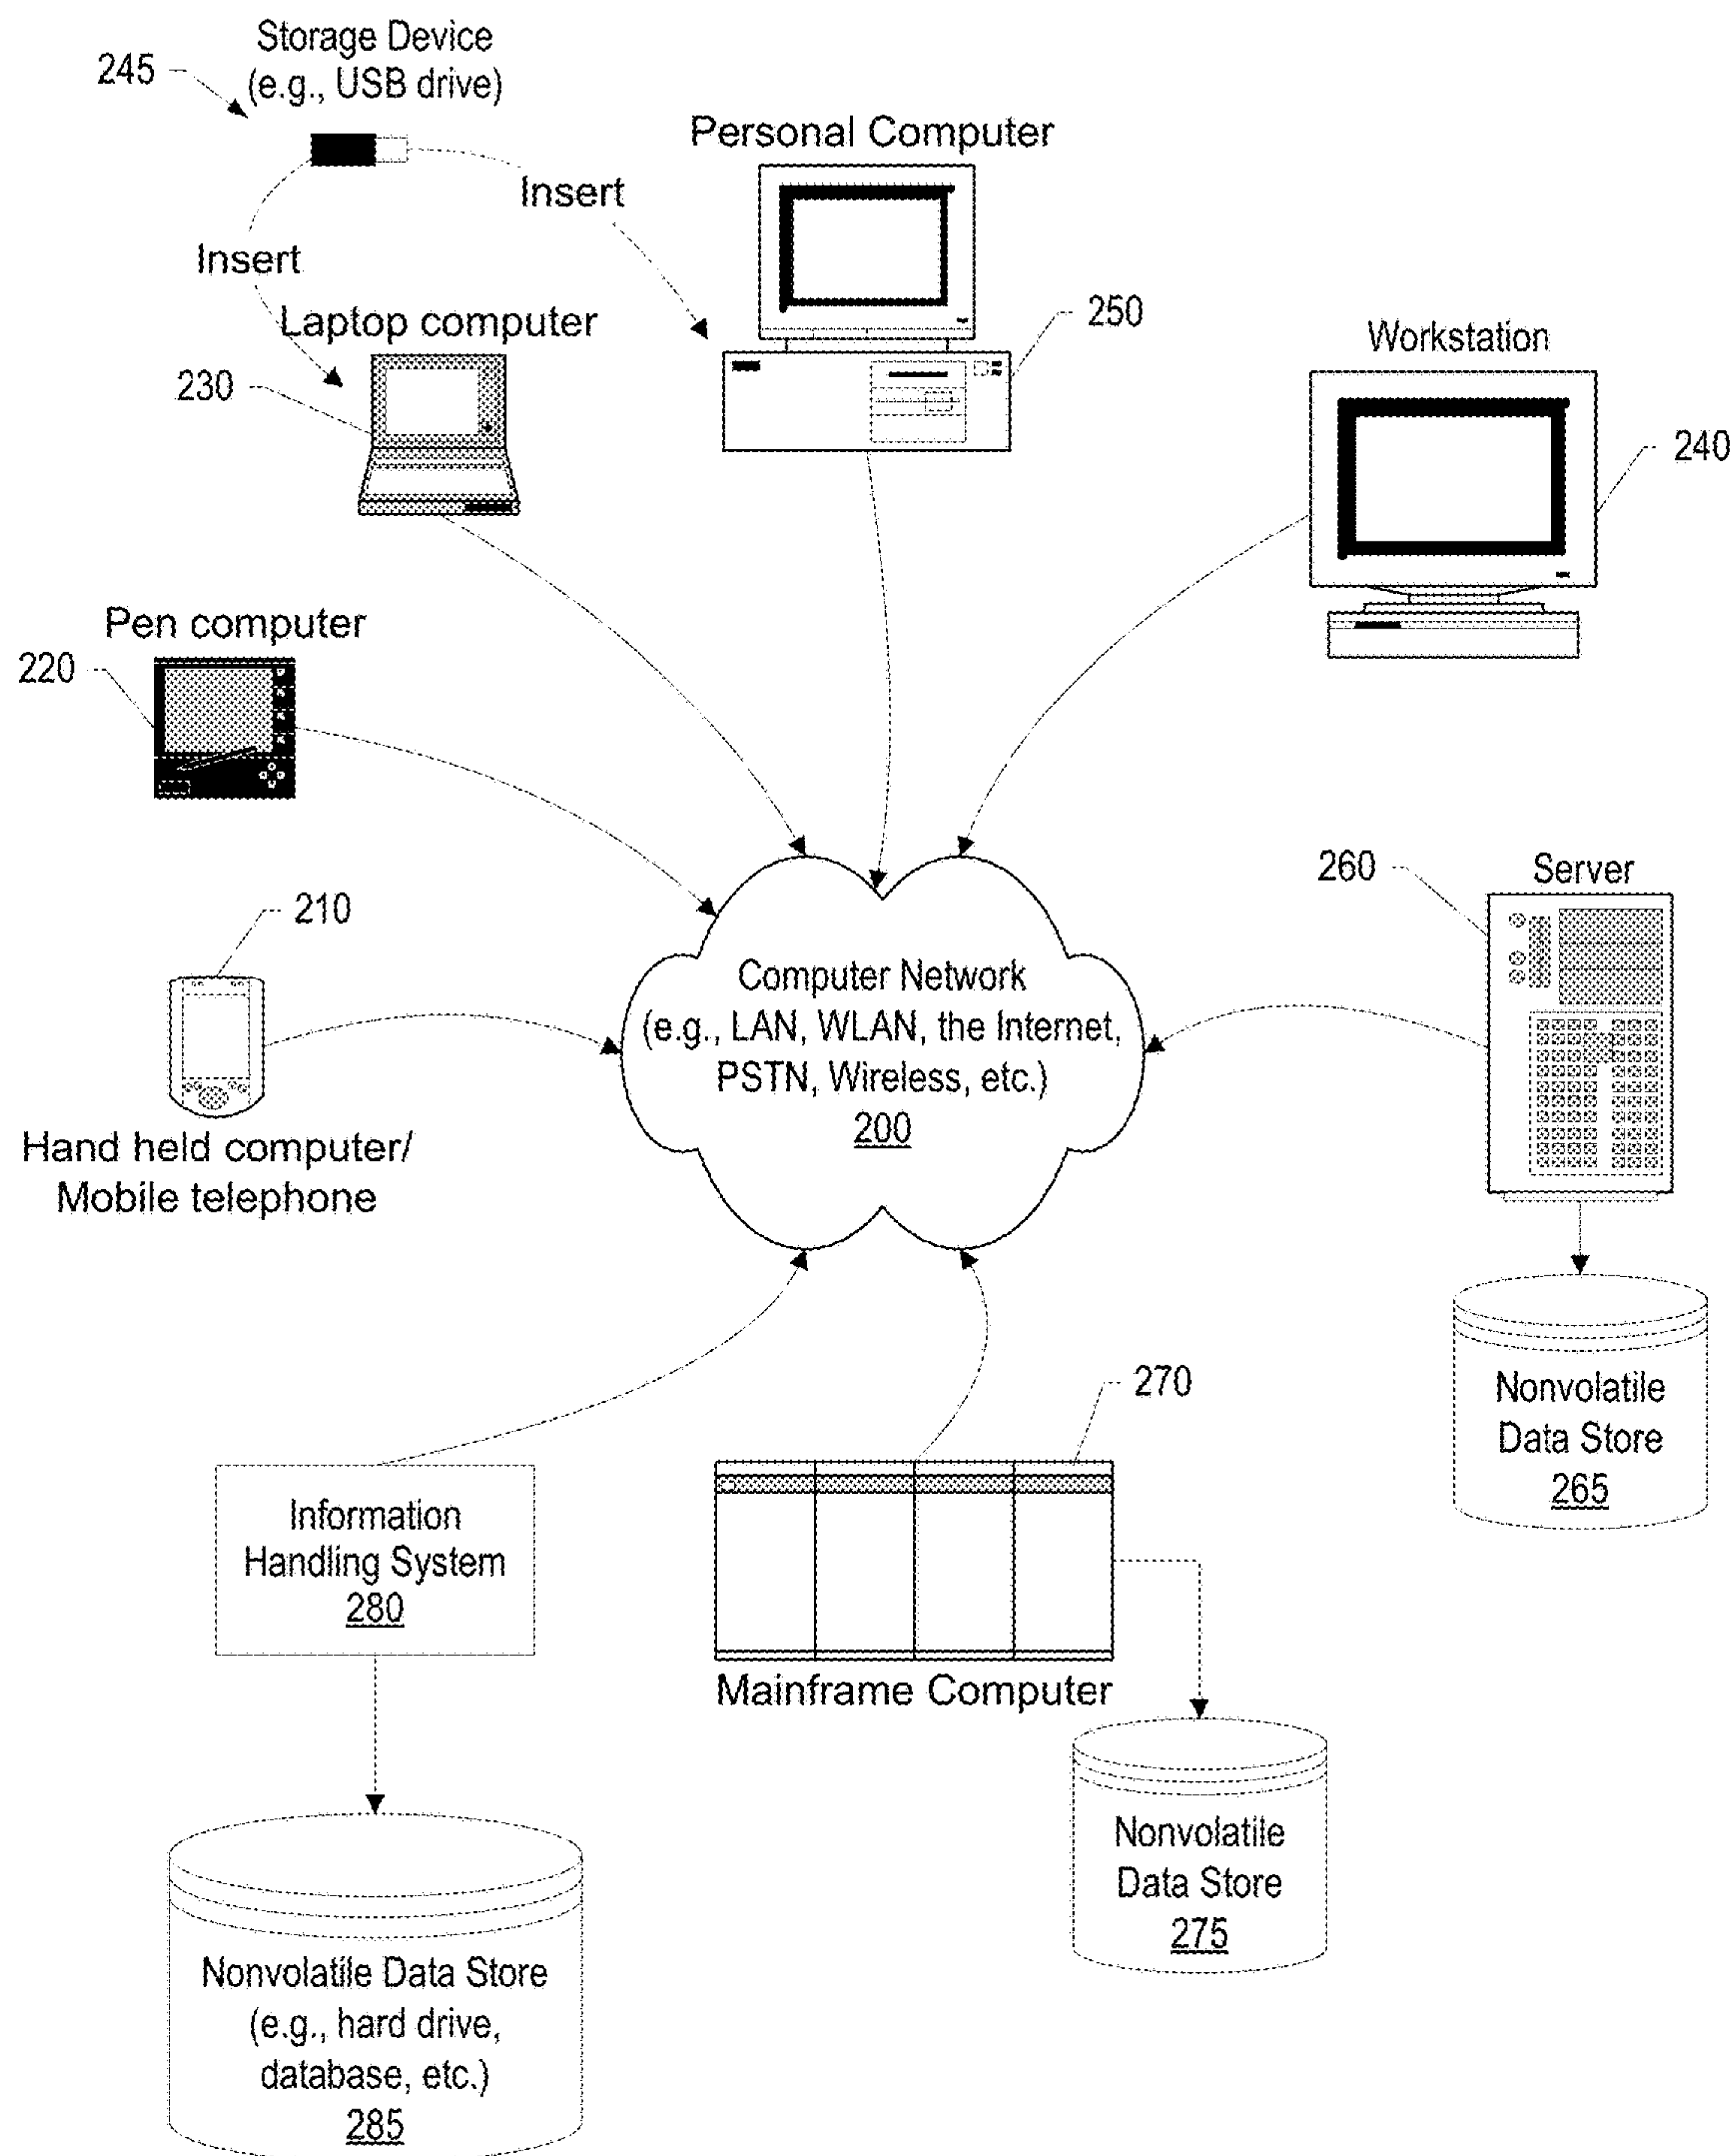 Storage Device
(e.g., USB drive)
245
Personal Computer
Insert
Insert
Laptop computer
250
Workstation
230
240
Pen computer
220
260
Server
210
Computer Network
(e.g., LAN, WLAN, the Internet,
PSTN, Wireless, etc.)
200
Hand held computer/
Mobile telephone
270
Nonvolatile
Data Store
265
Information
Handling System
280
Mainframe Computer
Nonvolatile
Data Store
275
Nonvolatile Data Store
(e.g., hard drive,
database, etc.)
285